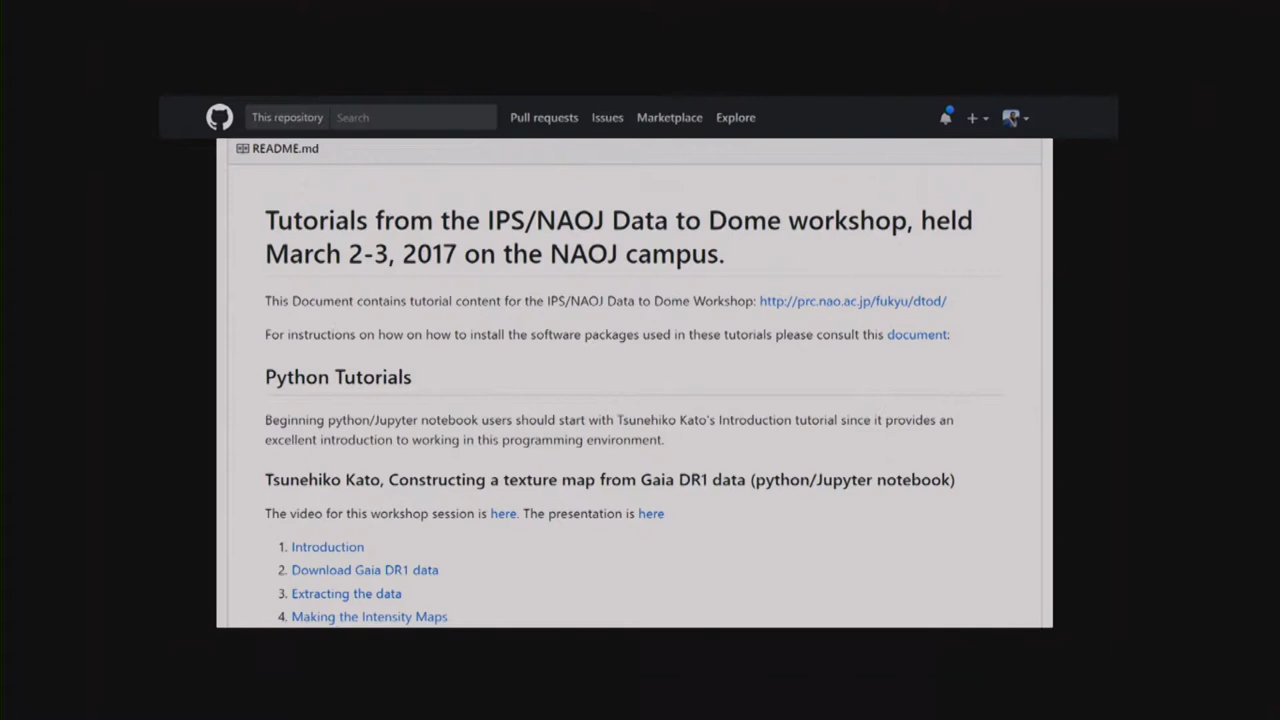 This repository Search Pull requests Issues Marketplace Explore
README.md
Tutorials from the IPS/NAOJ Data to Dome workshop, held
March 2-3, 2017 on the NAOJ campus.
This Document contains tutorial content for the IPS/NAOJ Data to Dome Workshop: http://prc.nao.ac.jp/fukyu/dtod/
For instructions on how on how to install the software packages used in these tutorials please consult this document:
Python Tutorials
Beginning python/Jupyter notebook users should start with Tsunehiko Kato's Introduction tutorial since it provides an
excellent introduction to working in this programming environment.
Tsunehiko Kato, Constructing a texture map from Gaia DR1 data (python/Jupyter notebook)
The video for this workshop session is here. The presentation is here
1. Introduction
2. Download Gaia DR1 data
3. Extracting the data
4. Making the Intensity Maps